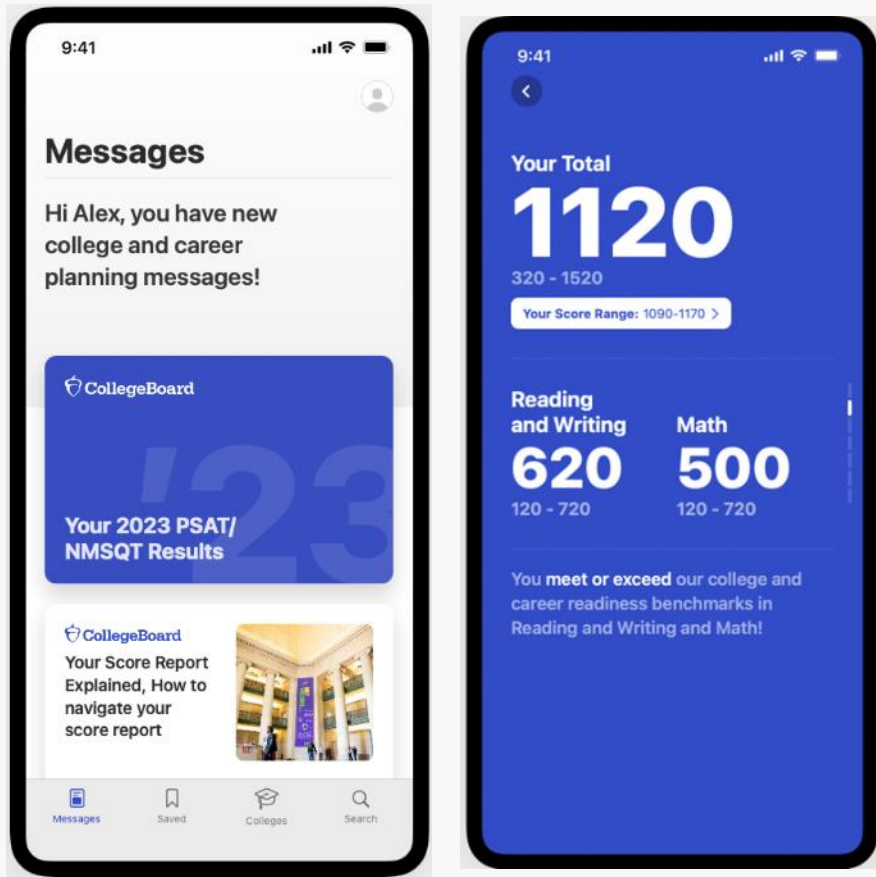 9:41
Messages
Hi Alex, you have new
college and career
planning messages!
CollegeBoard
'23
Your 2023 PSAT/
NMSQT Results
CollegeBoard
Your Score Report
Explained, How to
navigate your
score report
Messages
Saved
Colleges
Search
9:41
Your Total
1120
320 - 1520
Your Score Range: 1090-1170 >
Reading
and Writing
620
120 - 720
Math
500
120 - 720
You meet or exceed our college and
career readiness benchmarks in
Reading and Writing and Math!